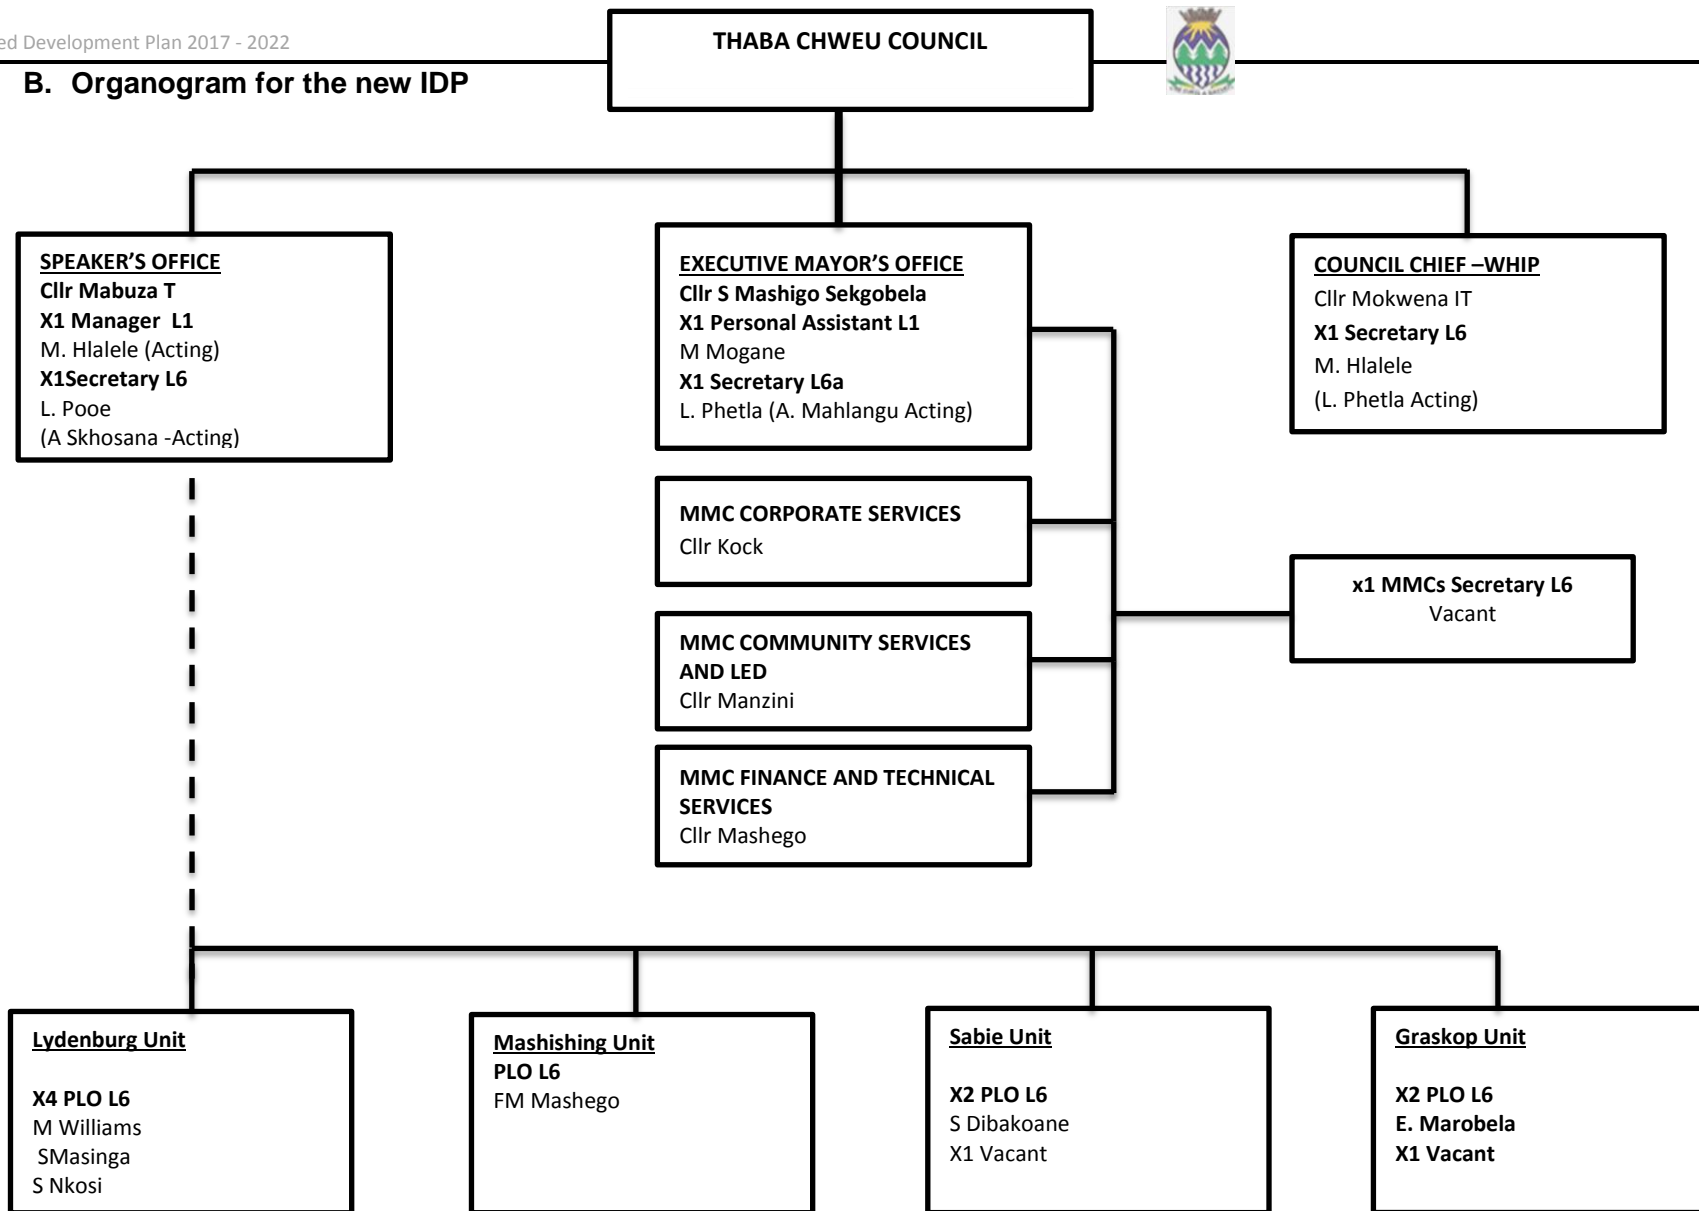 ed Development Plan 2017 - 2022
THABA CHWEU COUNCIL
B. Organogram for the new IDP
SPEAKER'S OFFICE
Cllr Mabuza T
X1 Manager L1
M. Hlalele (Acting)
X1Secretary L6
L. Pooe
(A Skhosana -Acting)
EXECUTIVE MAYOR'S OFFICE
Cllr S Mashigo Sekgobela
X1 Personal Assistant L1
M Mogane
X1 Secretary L6a
L. Phetla (A. Mahlangu Acting)
COUNCIL CHIEF –WHIP
Cllr Mokwena IT
X1 Secretary L6
M. Hlalele
(L. Phetla Acting)
MMC CORPORATE SERVICES
Cllr Kock
x1 MMCs Secretary L6
Vacant
MMC COMMUNITY SERVICES
AND LED
Cllr Manzini
MMC FINANCE AND TECHNICAL
SERVICES
Cllr Mashego
Lydenburg Unit
X4 PLO L6
M Williams
SMasinga
S Nkosi
Mashishing Unit
PLO L6
FM Mashego
Sabie Unit
X2 PLO L6
S Dibakoane
X1 Vacant
Graskop Unit
X2 PLO L6
E. Marobela
X1 Vacant